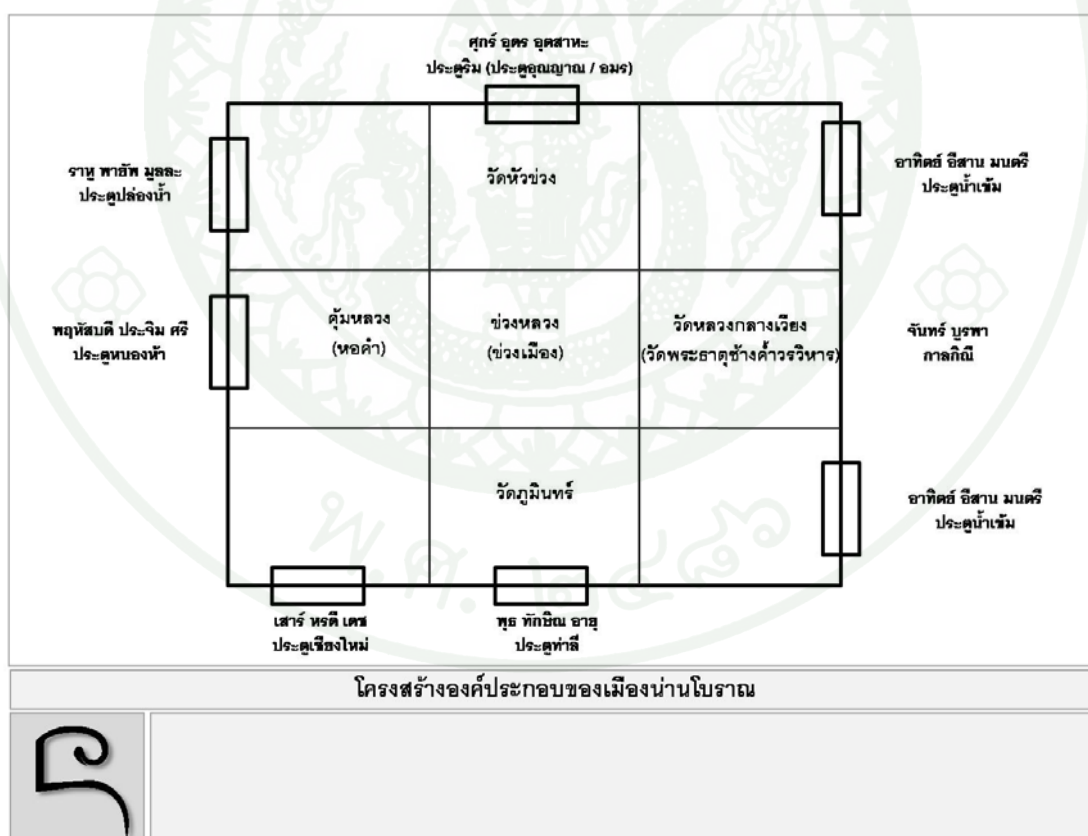 ศุกร์ อุดร อุตสาหะ
ประตูริม (ประตูอุญญาณ / อมร)
ราหู พายัพ มูลละ
ประตูปล่องน้ำ
วัดหัวข่วง
อาทิตย์ อีสาน มนตรี
ประตูน้ำเข้ม
พฤหัสบดี ประจิม ศรี
ประตูหนองห้า
คุ้มหลวง
(หอคำ)
ข่วงหลวง
(ข่วงเมือง)
วัดหลวงกลางเวียง
(วัดพระธาตุช้างค้ำวรวิหาร)
จันทร์ บูรพา
กาลกิณี
วัดภูมินทร์
อาทิตย์ อีสาน มนตรี
ประตูน้ำเข้ม
เสาร์ หรดี เดช
ประตูเชียงใหม่
พุธ ทักษิณ อายุ
ประตูท่าลี่
พ.ศ. ๒๔๘๖
โครงสร้างองค์ประกอบของเมืองน่านโบราณ